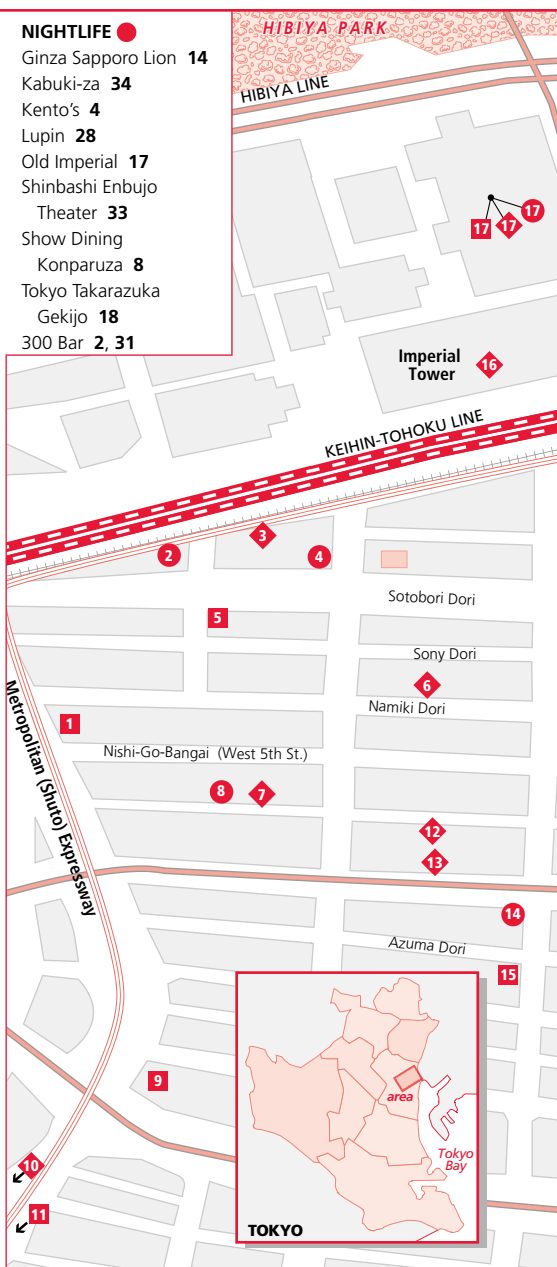 NIGHTLIFE
Ginza Sapporo Lion 14
Kabuki-za 34
Kento's 4
Lupin 28
Old Imperial 17
Shinbashi Enbujo
Theater 33
Show Dining
Konparuza 8
Tokyo Takarazuka
Gekijo 18
300 Bar 2, 31
HIBIYA PARK
HIBIYA LINE
17
17
17
Imperial
Tower
16
KEIHIN-TOHOKU LINE
2
3
4
Sotobori Dori
5
Sony Dori
6
Namiki Dori
Metropolitan (Shuto) Expressway
1
Nishi-Go-Bangai (West 5th St.)
8
7
12
13
14
Azuma Dori
15
9
10
11
area
Tokyo
Bay
TOKYO